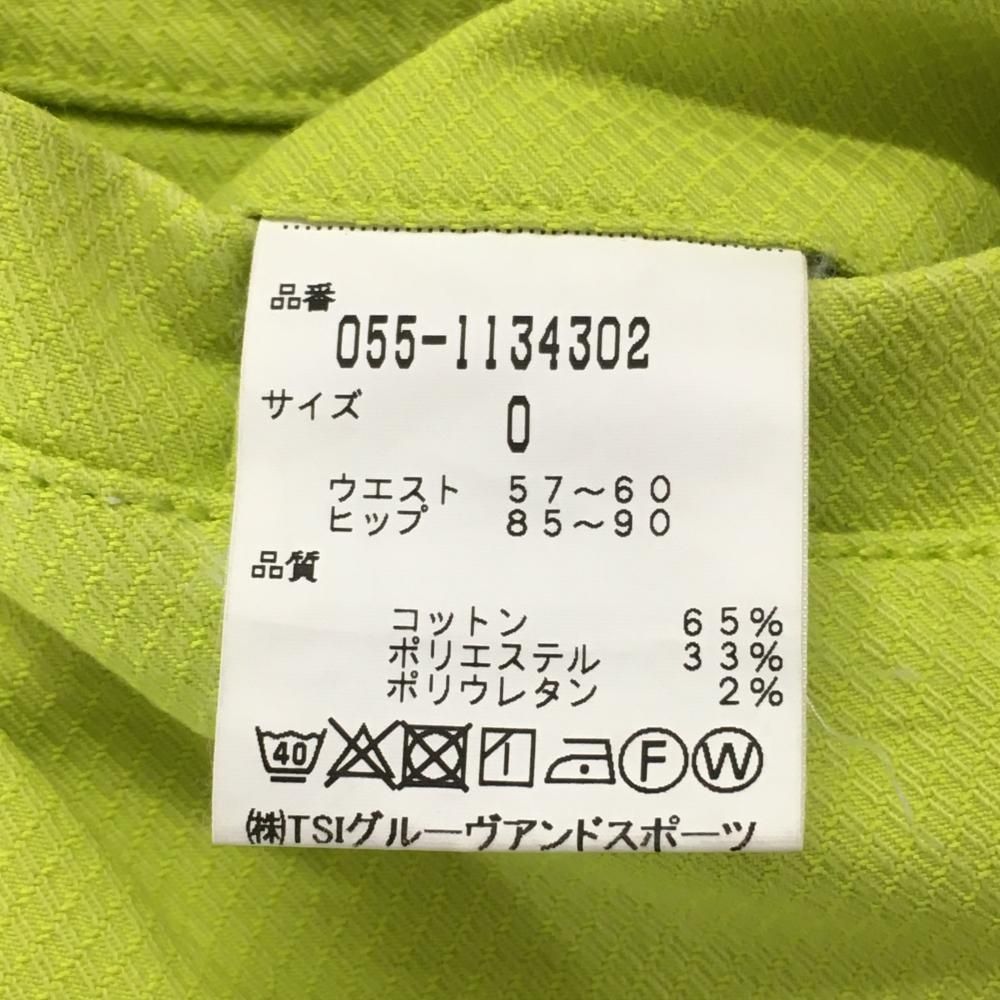 品番
055-1134302
サイズ 0
ウエスト 57～60
ヒップ 85～90
品質
コットン 65%
ポリエステル 33%
ポリウレタン 2%
40 F W
㈱TSIグルーヴアンドスポーツ